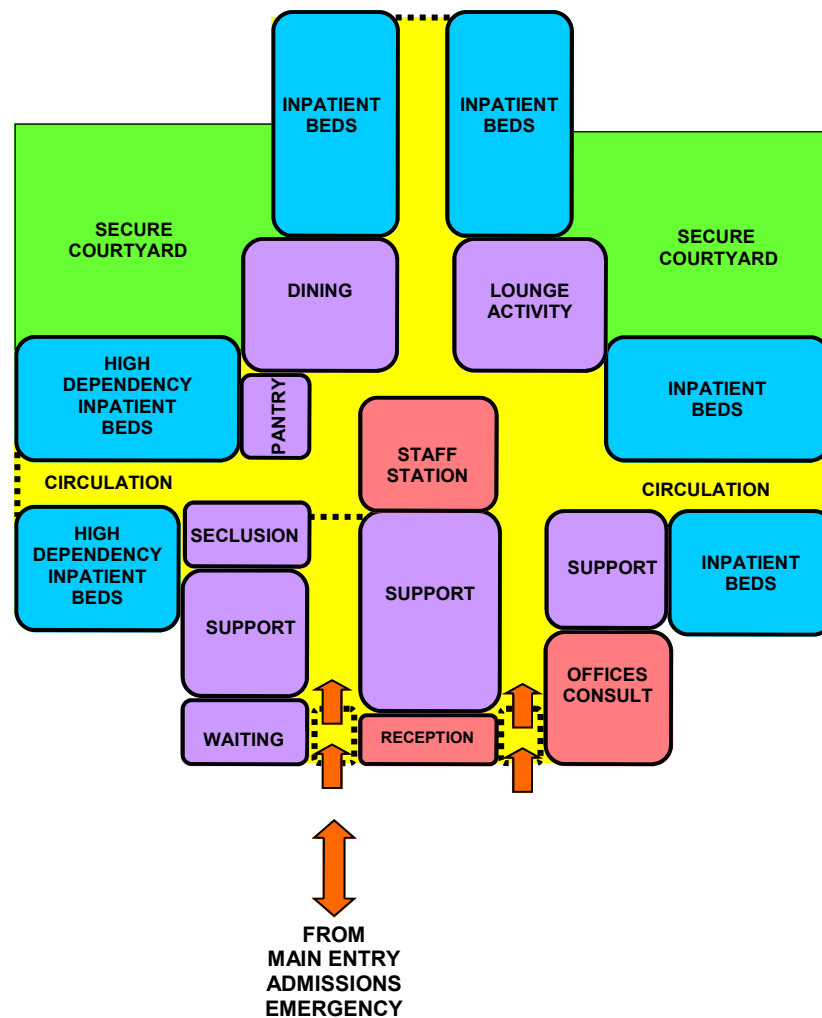 INPATIENT
BEDS
INPATIENT
BEDS
SECURE
COURTYARD
SECURE
COURTYARD
DINING
LOUNGE
ACTIVITY
HIGH
DEPENDENCY
INPATIENT
BEDS
PANTRY
INPATIENT
BEDS
STAFF
STATION
CIRCULATION
CIRCULATION
HIGH
DEPENDENCY
INPATIENT
BEDS
SECLUSION
SUPPORT
SUPPORT
SUPPORT
INPATIENT
BEDS
OFFICES
CONSULT
WAITING
RECEPTION
FROM
MAIN ENTRY
ADMISSIONS
EMERGENCY